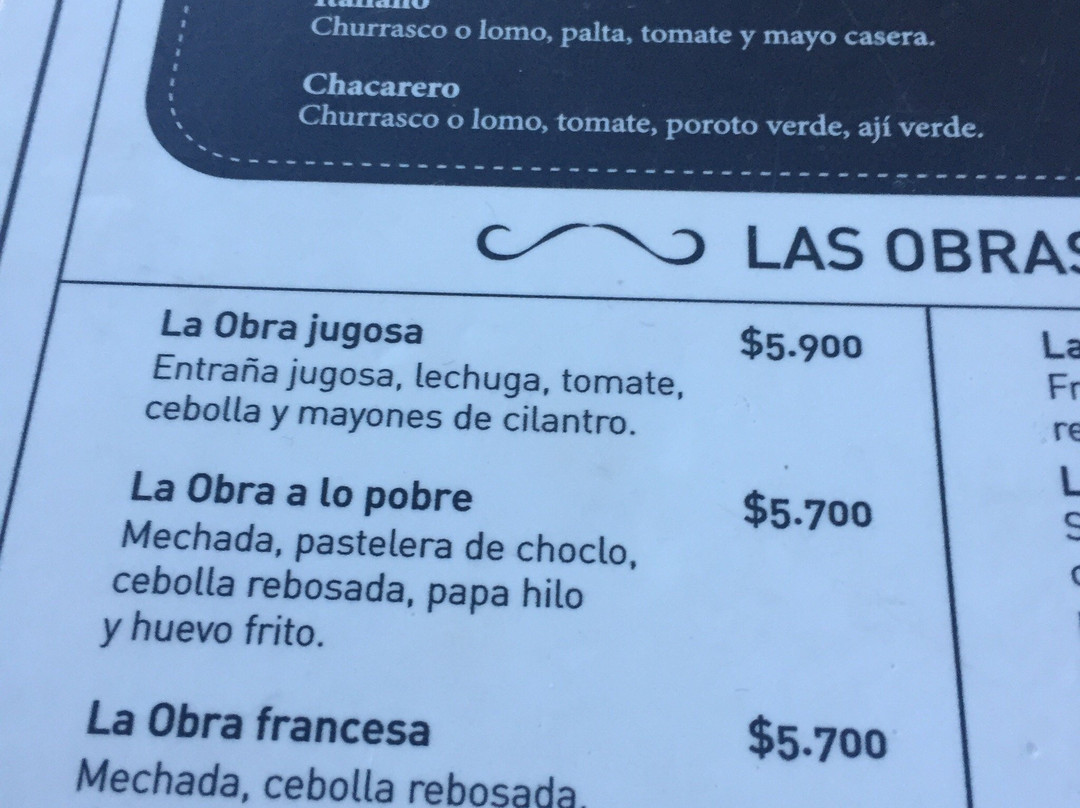 Italiano
Churrasco o lomo, palta, tomate y mayo casera.
Chacarero
Churrasco o lomo, tomate, poroto verde, ají verde.
LAS OBRAS
La Obra jugosa $5.900
Entraña jugosa, lechuga, tomate,
cebolla y mayones de cilantro.
La Obra a lo pobre $5.700
Mechada, pastelera de choclo,
cebolla rebosada, papa hilo
y huevo frito.
La Obra francesa $5.700
Mechada, cebolla rebosada,
La